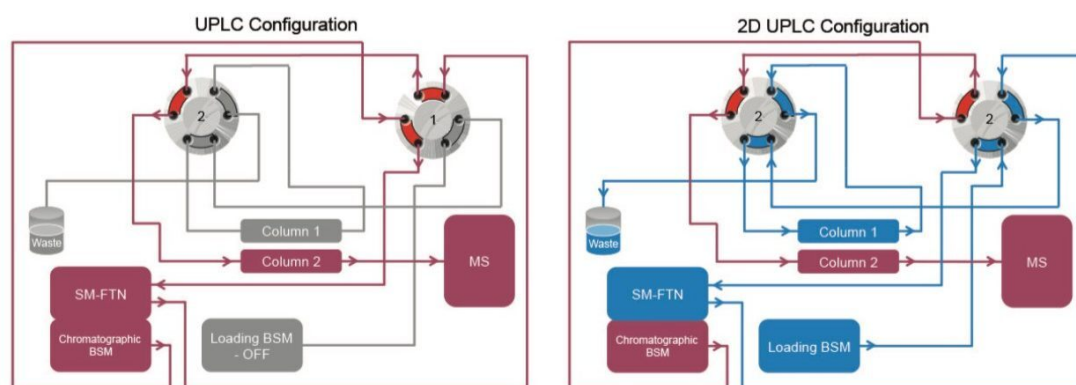 UPLC Configuration
2
1
Waste
Column 1
Column 2
MS
SM-FTN
Chromatographic
BSM
Loading BSM
- OFF
2D UPLC Configuration
2
2
Waste
Column 1
Column 2
MS
SM-FTN
Chromatographic
BSM
Loading BSM